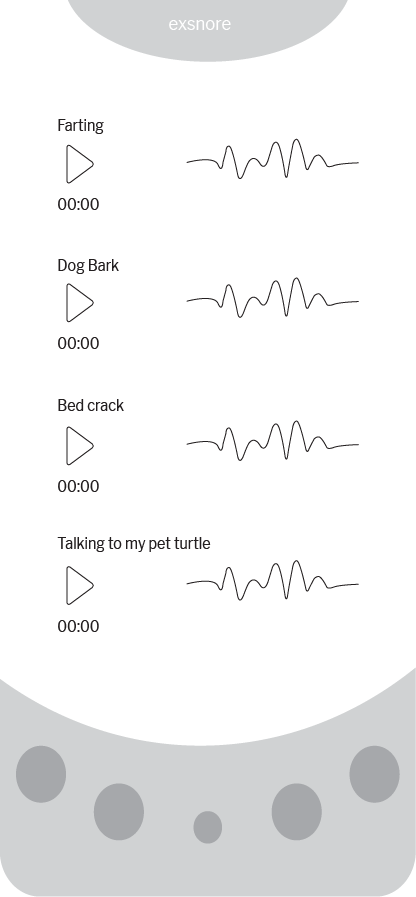 exsnore
Farting
00:00
Dog Bark
00:00
Bed crack
00:00
Talking to my pet turtle
00:00